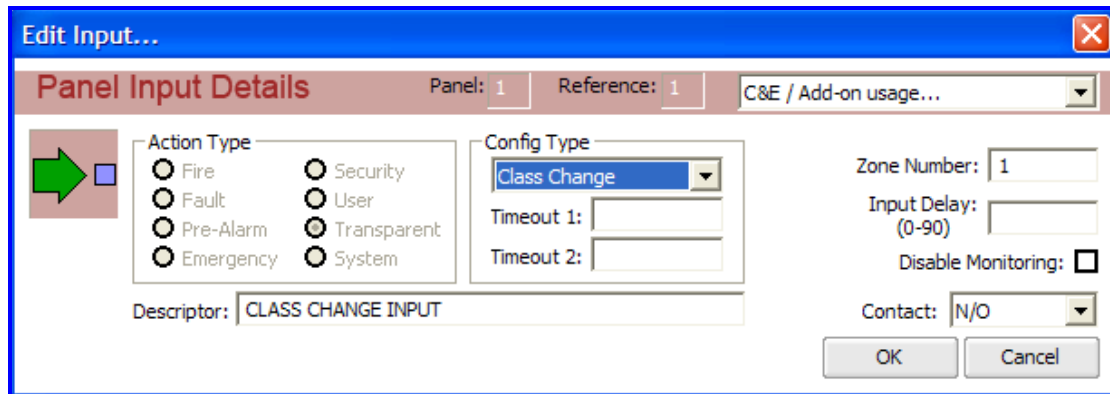 Edit Input...
Panel Input Details Panel: 1 Reference: 1 C&E / Add-on usage...
Action Type
Fire Security
Fault User
Pre-Alarm Transparent
Emergency System
Config Type
Class Change
Timeout 1:
Timeout 2:
Zone Number: 1
Input Delay:
(0-90)
Disable Monitoring:
Descriptor: CLASS CHANGE INPUT
Contact: N/O
OK Cancel